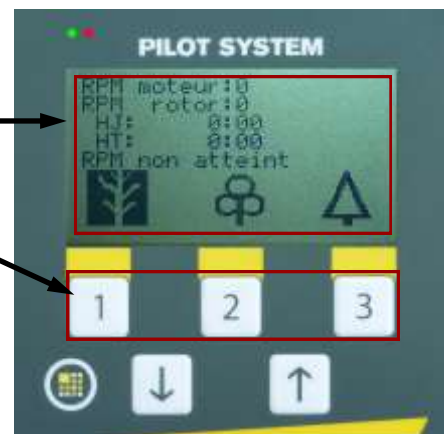 PILOT SYSTEM
RPM moteur:0
RPM rotor:0
HJ: 0:00
HT: 0:00
RPM non atteint
1 2 3
↓ ↑